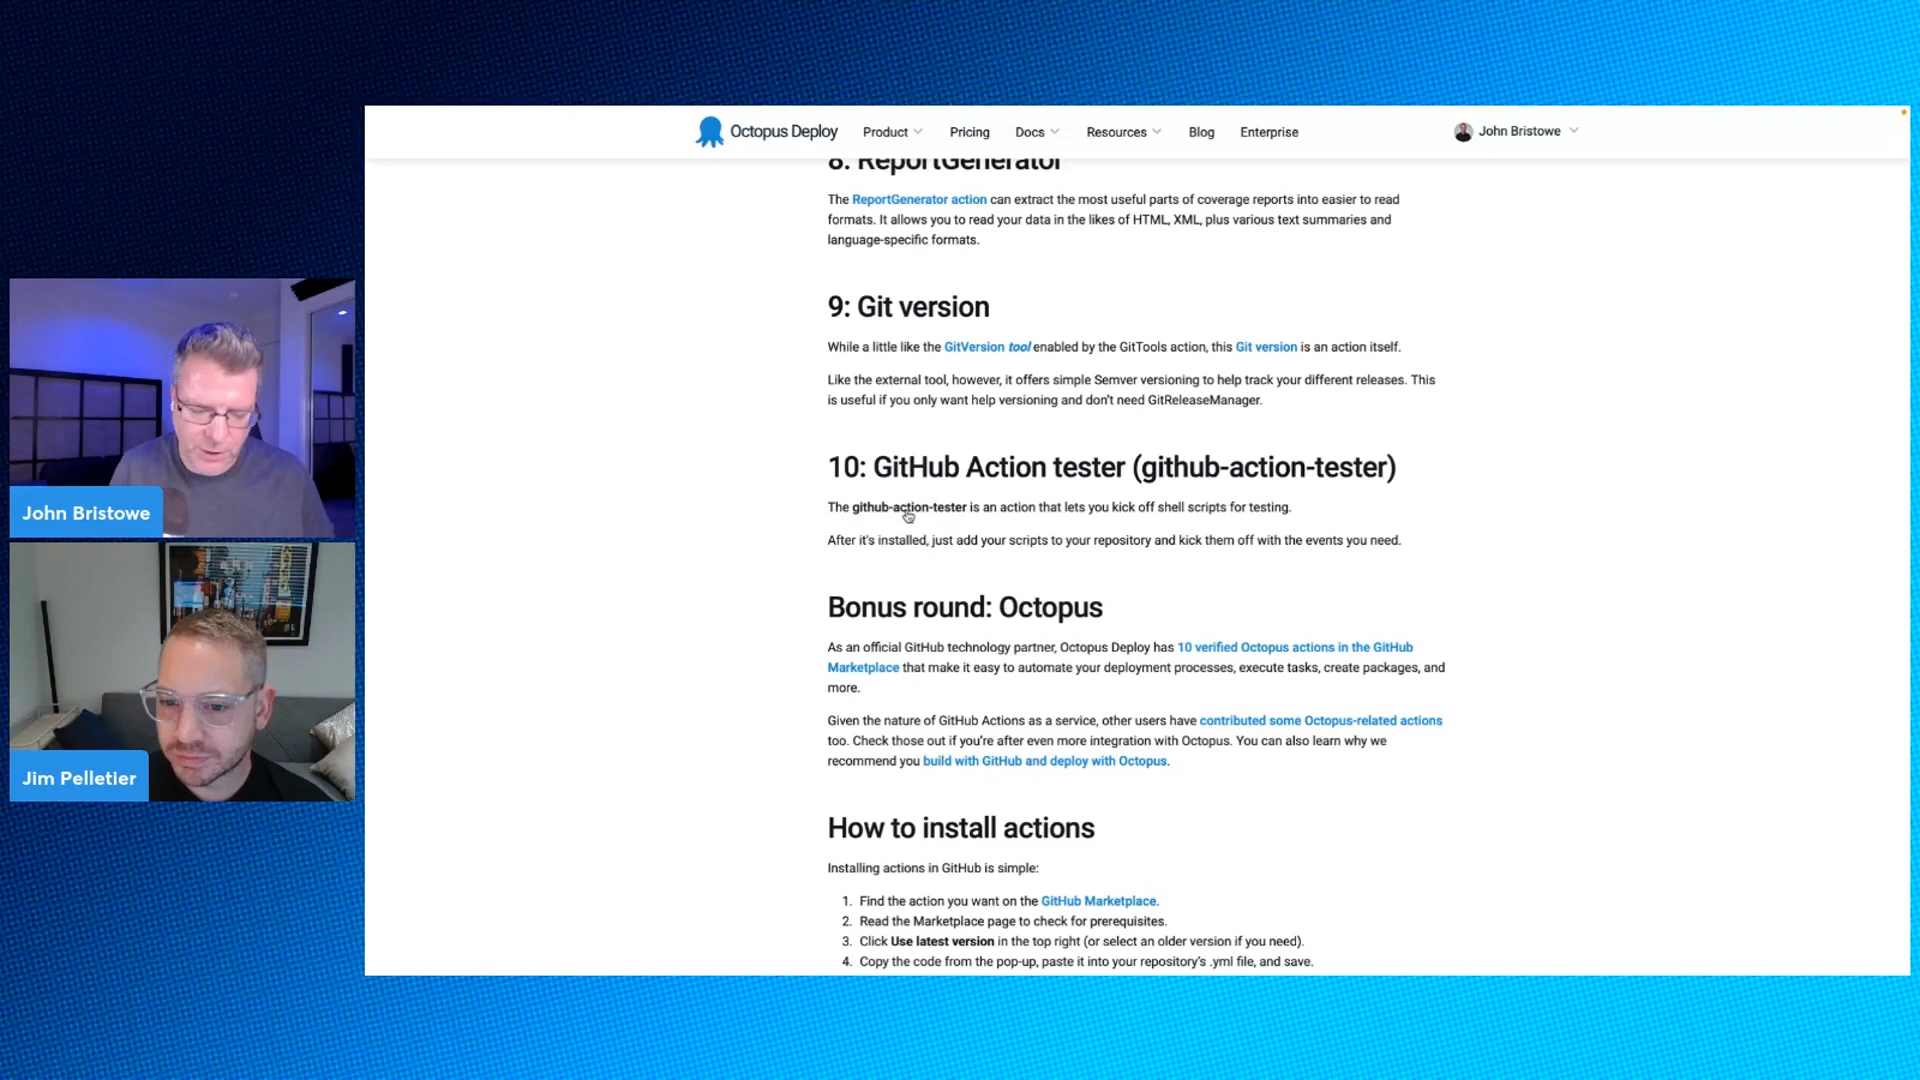 Octopus Deploy Product Pricing Docs Resources Blog Enterprise John Bristowe
8: ReportGenerator
The ReportGenerator action can extract the most useful parts of coverage reports into easier to read
formats. It allows you to read your data in the likes of HTML, XML, plus various text summaries and
language-specific formats.
9: Git version
While a little like the GitVersion tool enabled by the GitTools action, this Git version is an action itself.
Like the external tool, however, it offers simple Semver versioning to help track your different releases. This
is useful if you only want help versioning and don't need GitReleaseManager.
10: GitHub Action tester (github-action-tester)
The github-action-tester is an action that lets you kick off shell scripts for testing.
After it's installed, just add your scripts to your repository and kick them off with the events you need.
Bonus round: Octopus
As an official GitHub technology partner, Octopus Deploy has 10 verified Octopus actions in the GitHub
Marketplace that make it easy to automate your deployment processes, execute tasks, create packages, and
more.
Given the nature of GitHub Actions as a service, other users have contributed some Octopus-related actions
too. Check those out if you're after even more integration with Octopus. You can also learn why we
recommend you build with GitHub and deploy with Octopus.
How to install actions
Installing actions in GitHub is simple:
1. Find the action you want on the GitHub Marketplace.
2. Read the Marketplace page to check for prerequisites.
3. Click Use latest version in the top right (or select an older version if you need).
4. Copy the code from the pop-up, paste it into your repository's .yml file, and save.
John Bristowe
Jim Pelletier